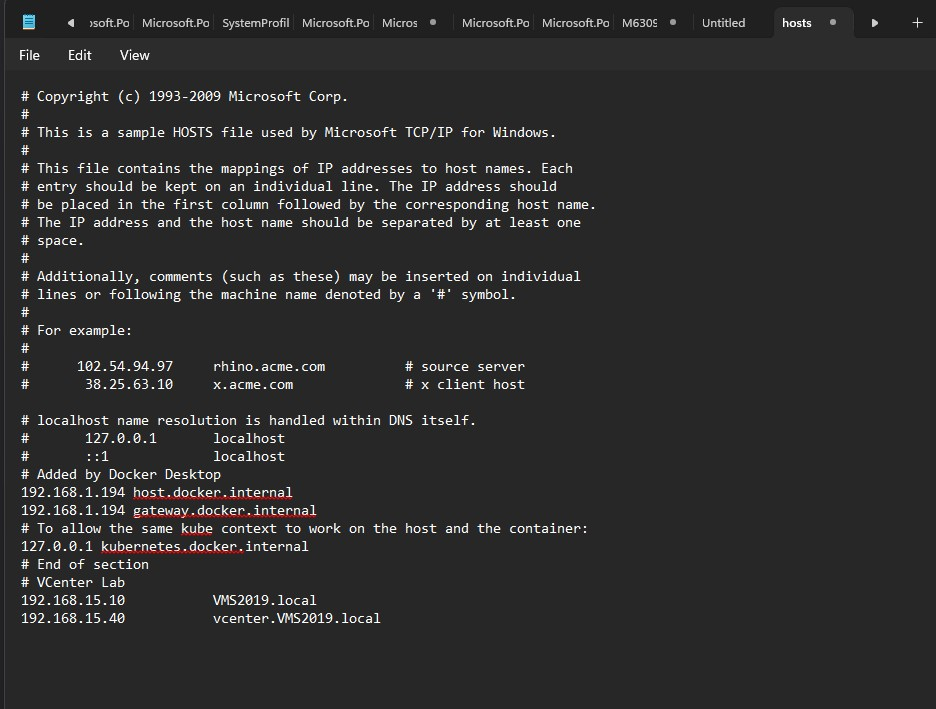 soft.Po Microsoft.Po SystemProfil Microsoft.Po Micros Microsoft.Po Microsoft.Po M6309 Untitled hosts
File Edit View
# Copyright (c) 1993-2009 Microsoft Corp.
#
# This is a sample HOSTS file used by Microsoft TCP/IP for Windows.
#
# This file contains the mappings of IP addresses to host names. Each
# entry should be kept on an individual line. The IP address should
# be placed in the first column followed by the corresponding host name.
# The IP address and the host name should be separated by at least one
# space.
#
# Additionally, comments (such as these) may be inserted on individual
# lines or following the machine name denoted by a '#' symbol.
#
# For example:
#
#      102.54.94.97     rhino.acme.com          # source server
#       38.25.63.10     x.acme.com              # x client host

# localhost name resolution is handled within DNS itself.
#       127.0.0.1       localhost
#       ::1             localhost
# Added by Docker Desktop
192.168.1.194 host.docker.internal
192.168.1.194 gateway.docker.internal
# To allow the same kube context to work on the host and the container:
127.0.0.1 kubernetes.docker.internal
# End of section
# VCenter Lab
192.168.15.10           VMS2019.local
192.168.15.40           vcenter.VMS2019.local